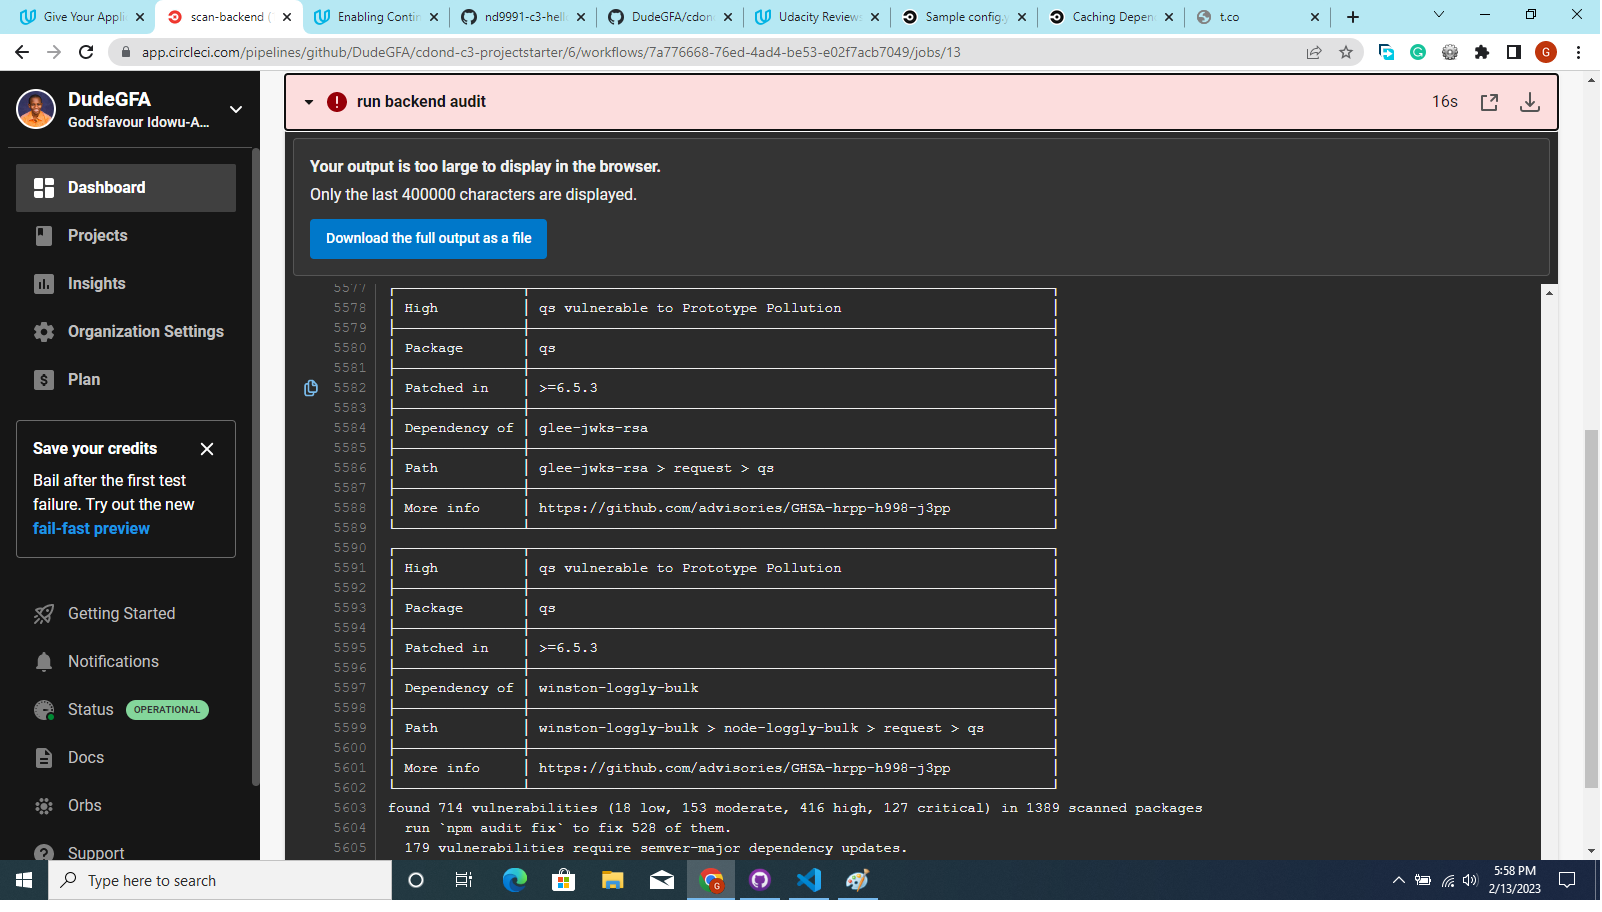 Give Your Appli
scan-backend (
Enabling Contin
nd9991-c3-hell
DudeGFA/cdond
Udacity Reviews
Sample config.y
Caching Depen
t.co
app.circleci.com/pipelines/github/DudeGFA/cdond-c3-projectstarter/6/workflows/7a776668-76ed-4ad4-be53-e02f7acb7049/jobs/13
G
DudeGFA
God'sfavour Idowu-A...
Dashboard
Projects
Insights
Organization Settings
Plan
Save your credits
Bail after the first test
failure. Try out the new
fail-fast preview
Getting Started
Notifications
Status OPERATIONAL
Docs
Orbs
Support
run backend audit
16s
Your output is too large to display in the browser.
Only the last 400000 characters are displayed.
Download the full output as a file
5577
5578 High qs vulnerable to Prototype Pollution
5579
5580 Package qs
5581
5582 Patched in >=6.5.3
5583
5584 Dependency of glee-jwks-rsa
5585
5586 Path glee-jwks-rsa > request > qs
5587
5588 More info https://github.com/advisories/GHSA-hrpp-h998-j3pp
5589
5590
5591 High qs vulnerable to Prototype Pollution
5592
5593 Package qs
5594
5595 Patched in >=6.5.3
5596
5597 Dependency of winston-loggly-bulk
5598
5599 Path winston-loggly-bulk > node-loggly-bulk > request > qs
5600
5601 More info https://github.com/advisories/GHSA-hrpp-h998-j3pp
5602
5603 found 714 vulnerabilities (18 low, 153 moderate, 416 high, 127 critical) in 1389 scanned packages
5604 run `npm audit fix` to fix 528 of them.
5605 179 vulnerabilities require semver-major dependency updates.
Type here to search
G
5:58 PM
2/13/2023